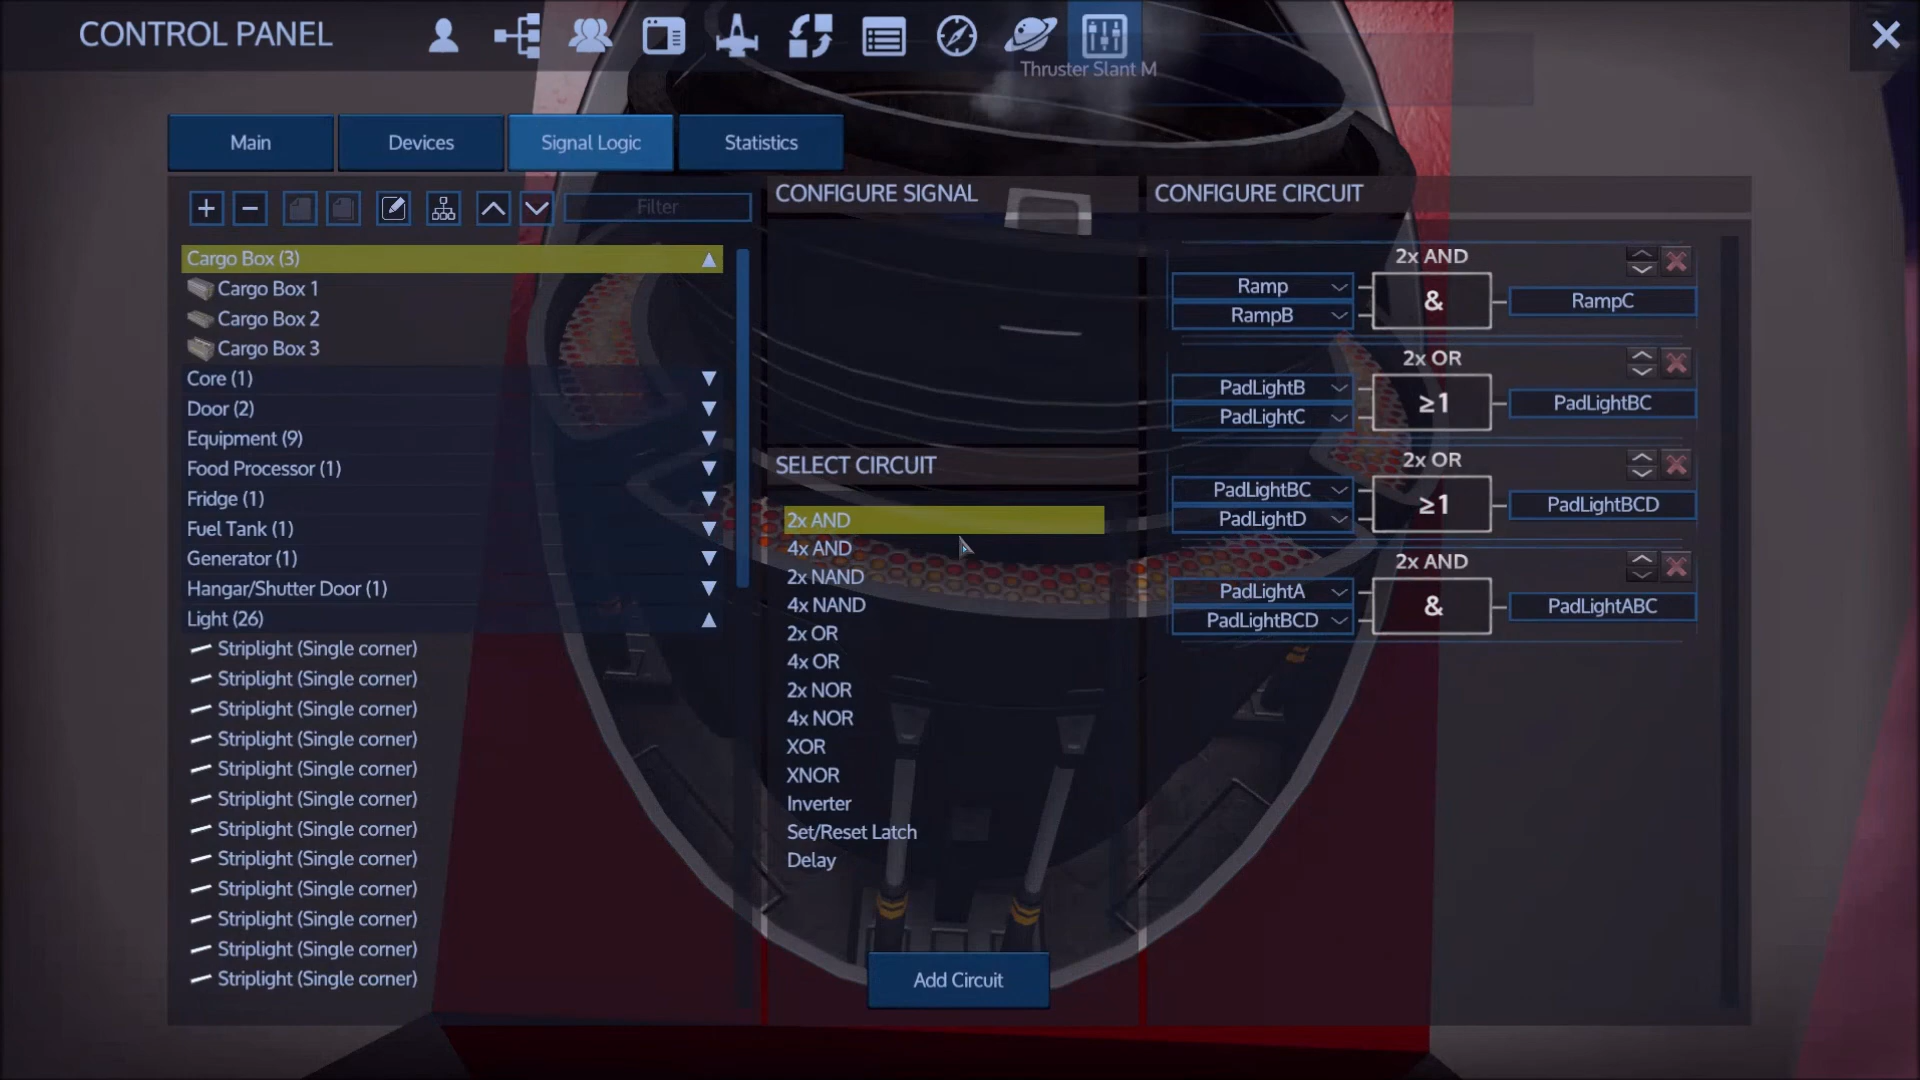 CONTROL PANEL
Thruster Slant M
Main
Devices
Signal Logic
Statistics
Filter
Cargo Box (3)
Cargo Box 1
Cargo Box 2
Cargo Box 3
Core (1)
Door (2)
Equipment (9)
Food Processor (1)
Fridge (1)
Fuel Tank (1)
Generator (1)
Hangar/Shutter Door (1)
Light (26)
Striplight (Single corner)
Striplight (Single corner)
Striplight (Single corner)
Striplight (Single corner)
Striplight (Single corner)
Striplight (Single corner)
Striplight (Single corner)
Striplight (Single corner)
Striplight (Single corner)
Striplight (Single corner)
Striplight (Single corner)
Striplight (Single corner)
CONFIGURE SIGNAL
SELECT CIRCUIT
2x AND
4x AND
2x NAND
4x NAND
2x OR
4x OR
2x NOR
4x NOR
XOR
XNOR
Inverter
Set/Reset Latch
Delay
Add Circuit
CONFIGURE CIRCUIT
2x AND
Ramp
RampB
&
RampC
2x OR
PadLightB
PadLightC
≥1
PadLightBC
2x OR
PadLightBC
PadLightD
≥1
PadLightBCD
2x AND
PadLightA
PadLightBCD
&
PadLightABC